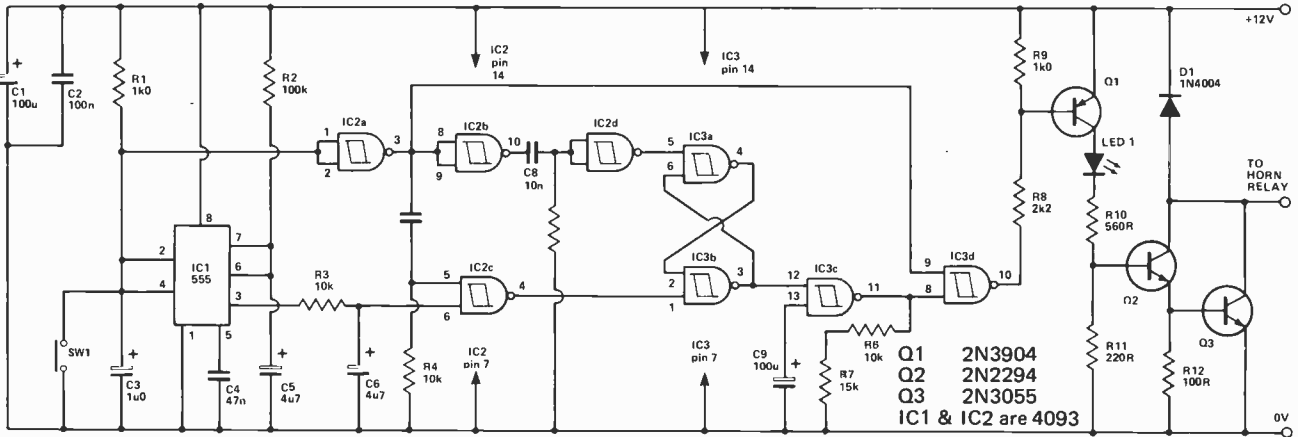 +12V
+
C1
100u
C2
100n
R1
1k0
R2
100k
IC2
pin
14
IC3
pin 14
R9
1k0
Q1
D1
1N4004
IC2a
1
2
3
IC2b
8
9
10
C8
10n
IC2d
IC3a
5
6
4
LED 1
TO
HORN
RELAY
R8
2k2
R10
560R
IC1
555
8
7
6
3
2
4
1
5
R3
10k
IC2c
5
6
4
IC3b
2
1
3
IC3c
12
13
11
IC3d
9
8
10
Q2
Q3
SW1
+
C3
1u0
C4
47n
+
C5
4u7
+
C6
4u7
R4
10k
IC2
pin 7
IC3
pin 7
+
C9
100u
R6
10k
R7
15k
R11
220R
R12
100R
Q1 2N3904
Q2 2N2294
Q3 2N3055
IC1 & IC2 are 4093
0V